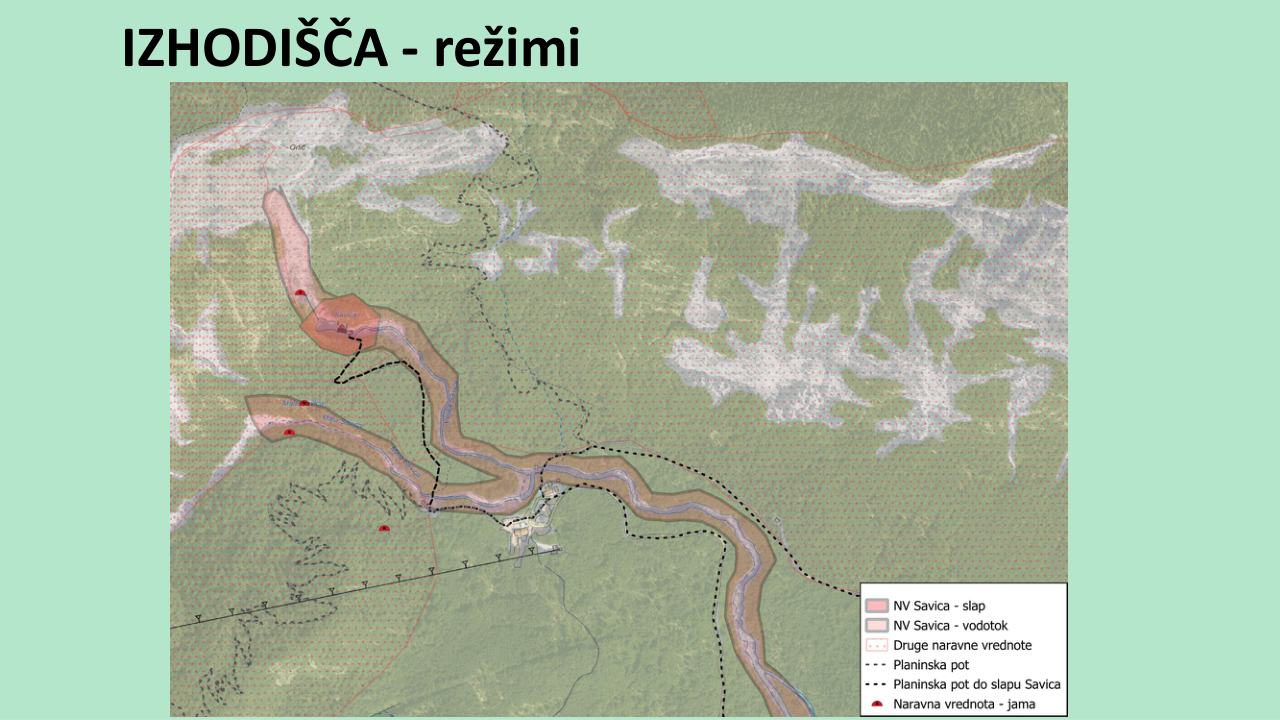 IZHODIŠČA - režimi
Orlič
Savica
NV Savica - slap
NV Savica - vodotok
Druge naravne vrednote
Planinska pot
Planinska pot do slapu Savica
Naravna vrednota - jama